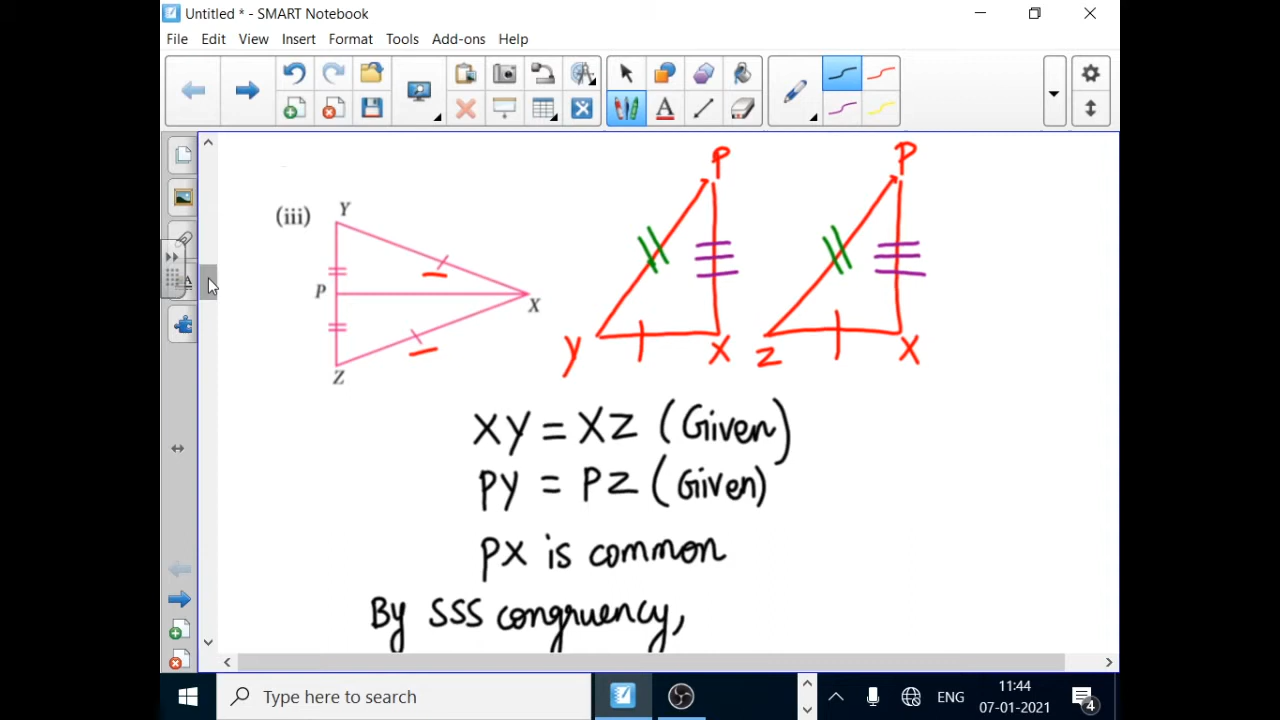 Untitled * - SMART Notebook
File Edit View Insert Format Tools Add-ons Help
(iii)
Y
P
X
Z
P
Y X
P
Z X
XY = XZ (Given)
PY = PZ (Given)
PX is common
By SSS congruency,
Type here to search
ENG
11:44
07-01-2021
4